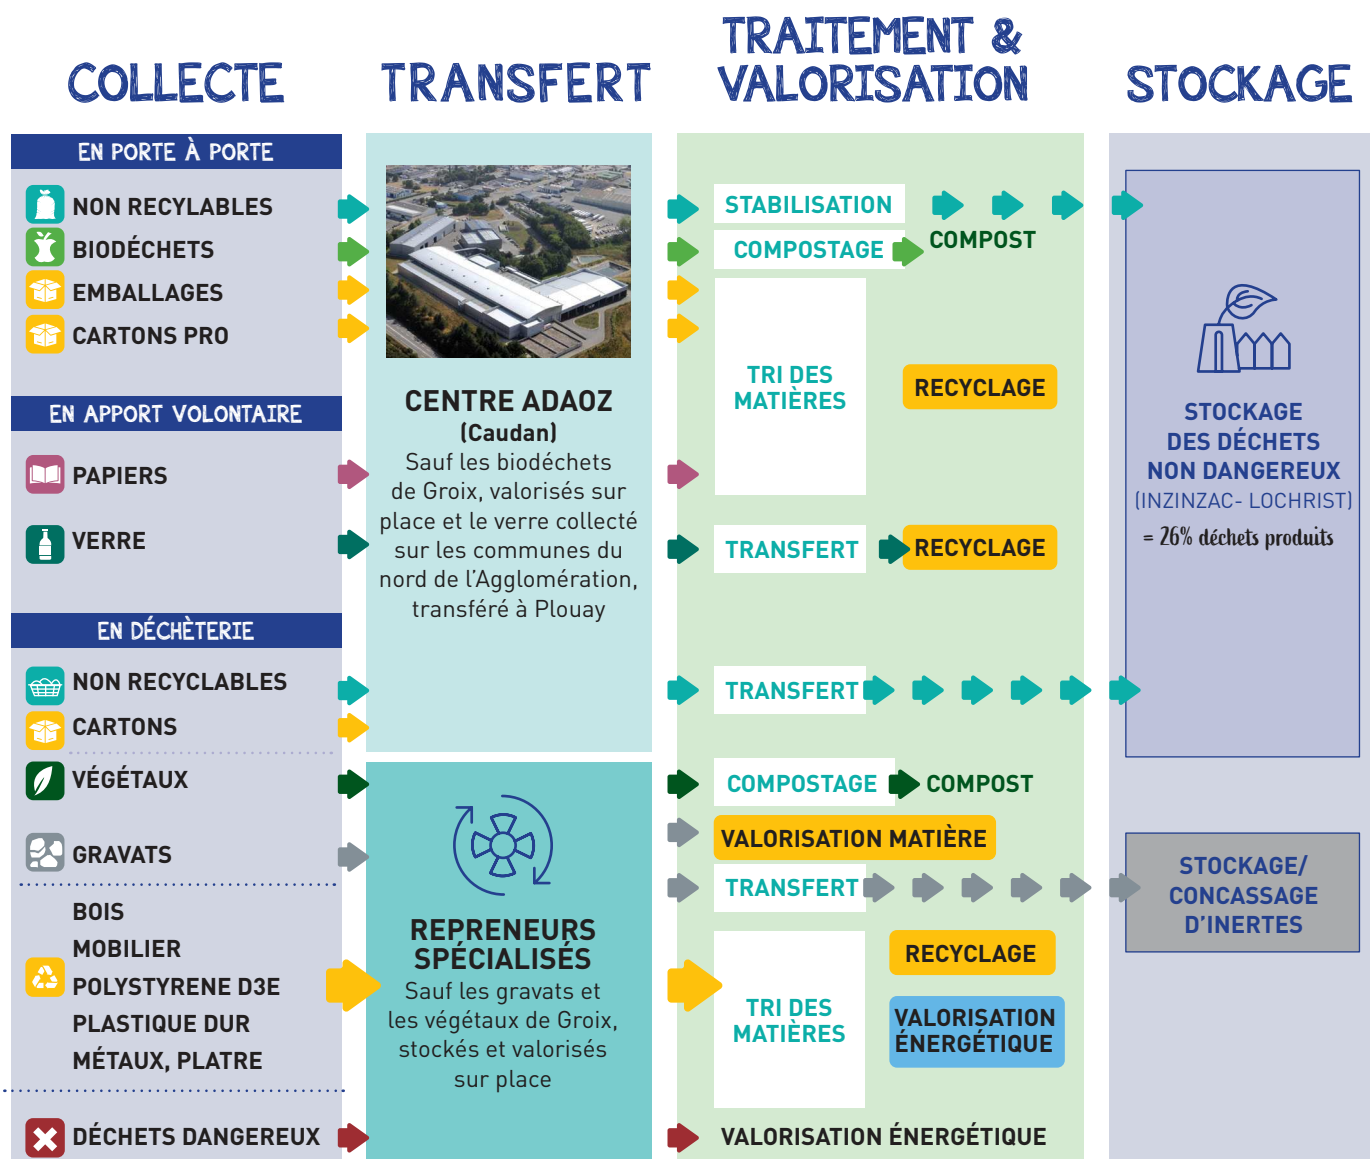 COLLECTE
TRANSFERT
TRAITEMENT &
VALORISATION
STOCKAGE
EN PORTE À PORTE
NON RECYLABLES
BIODÉCHETS
EMBALLAGES
CARTONS PRO
EN APPORT VOLONTAIRE
PAPIERS
VERRE
EN DÉCHÈTERIE
NON RECYCLABLES
CARTONS
VÉGÉTAUX
GRAVATS
BOIS
MOBILIER
POLYSTYRENE D3E
PLASTIQUE DUR
MÉTAUX, PLATRE
DÉCHETS DANGEREUX
CENTRE ADAOZ
(Caudan)
Sauf les biodéchets
de Groix, valorisés sur
place et le verre collecté
sur les communes du
nord de l'Agglomération,
transféré à Plouay
REPRENEURS
SPÉCIALISÉS
Sauf les gravats et
les végétaux de Groix,
stockés et valorisés
sur place
STABILISATION
COMPOSTAGE
COMPOST
TRI DES
MATIÈRES
RECYCLAGE
TRANSFERT
RECYCLAGE
TRANSFERT
COMPOSTAGE
COMPOST
VALORISATION MATIÈRE
TRANSFERT
TRI DES
MATIÈRES
RECYCLAGE
VALORISATION
ÉNERGÉTIQUE
VALORISATION ÉNERGÉTIQUE
STOCKAGE
DES DÉCHETS
NON DANGEREUX
(INZINZAC- LOCHRIST)
= 26% déchets produits
STOCKAGE/
CONCASSAGE
D'INERTES